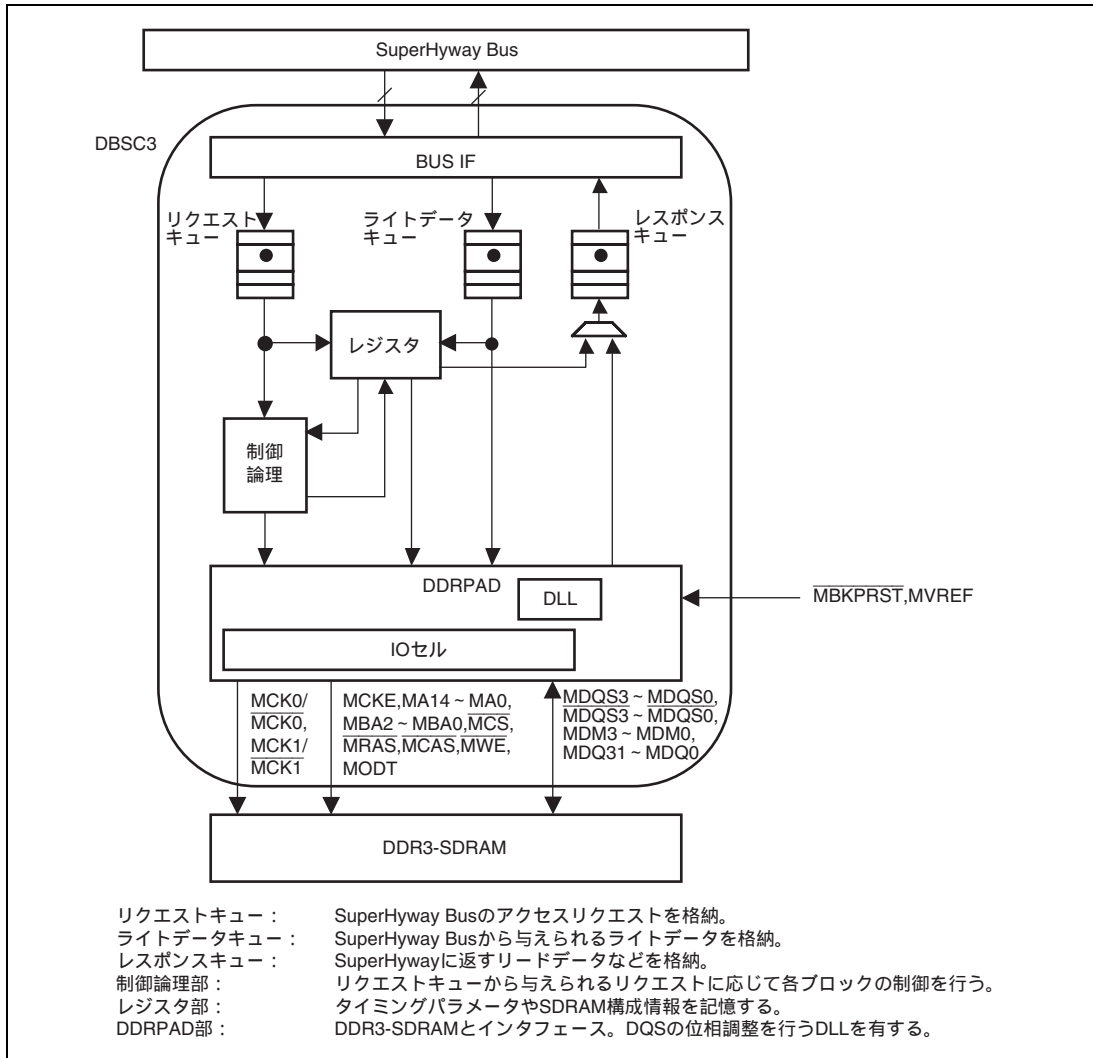 SuperHyway Bus
DBSC3
BUS IF
リクエスト
キュー
ライトデータ
キュー
レスポンス
キュー
レジスタ
制御
論理
DDRPAD
DLL
IOセル
MBKPRST,MVREF
MCK0/
MCK0,
MCK1/
MCK1
MCKE,MA14 ~ MA0,
MBA2 ~ MBA0,MCS,
MRAS,MCAS,MWE,
MODT
MDQS3 ~ MDQS0,
MDQS3 ~ MDQS0,
MDM3 ~ MDM0,
MDQ31 ~ MDQ0
DDR3-SDRAM
リクエストキュー： SuperHyway Busのアクセスリクエストを格納。
ライトデータキュー： SuperHyway Busから与えられるライトデータを格納。
レスポンスキュー： SuperHywayに返すリードデータなどを格納。
制御論理部： リクエストキューから与えられるリクエストに応じて各ブロックの制御を行う。
レジスタ部： タイミングパラメータやSDRAM構成情報を記憶する。
DDRPAD部： DDR3-SDRAMとインタフェース。DQSの位相調整を行うDLLを有する。